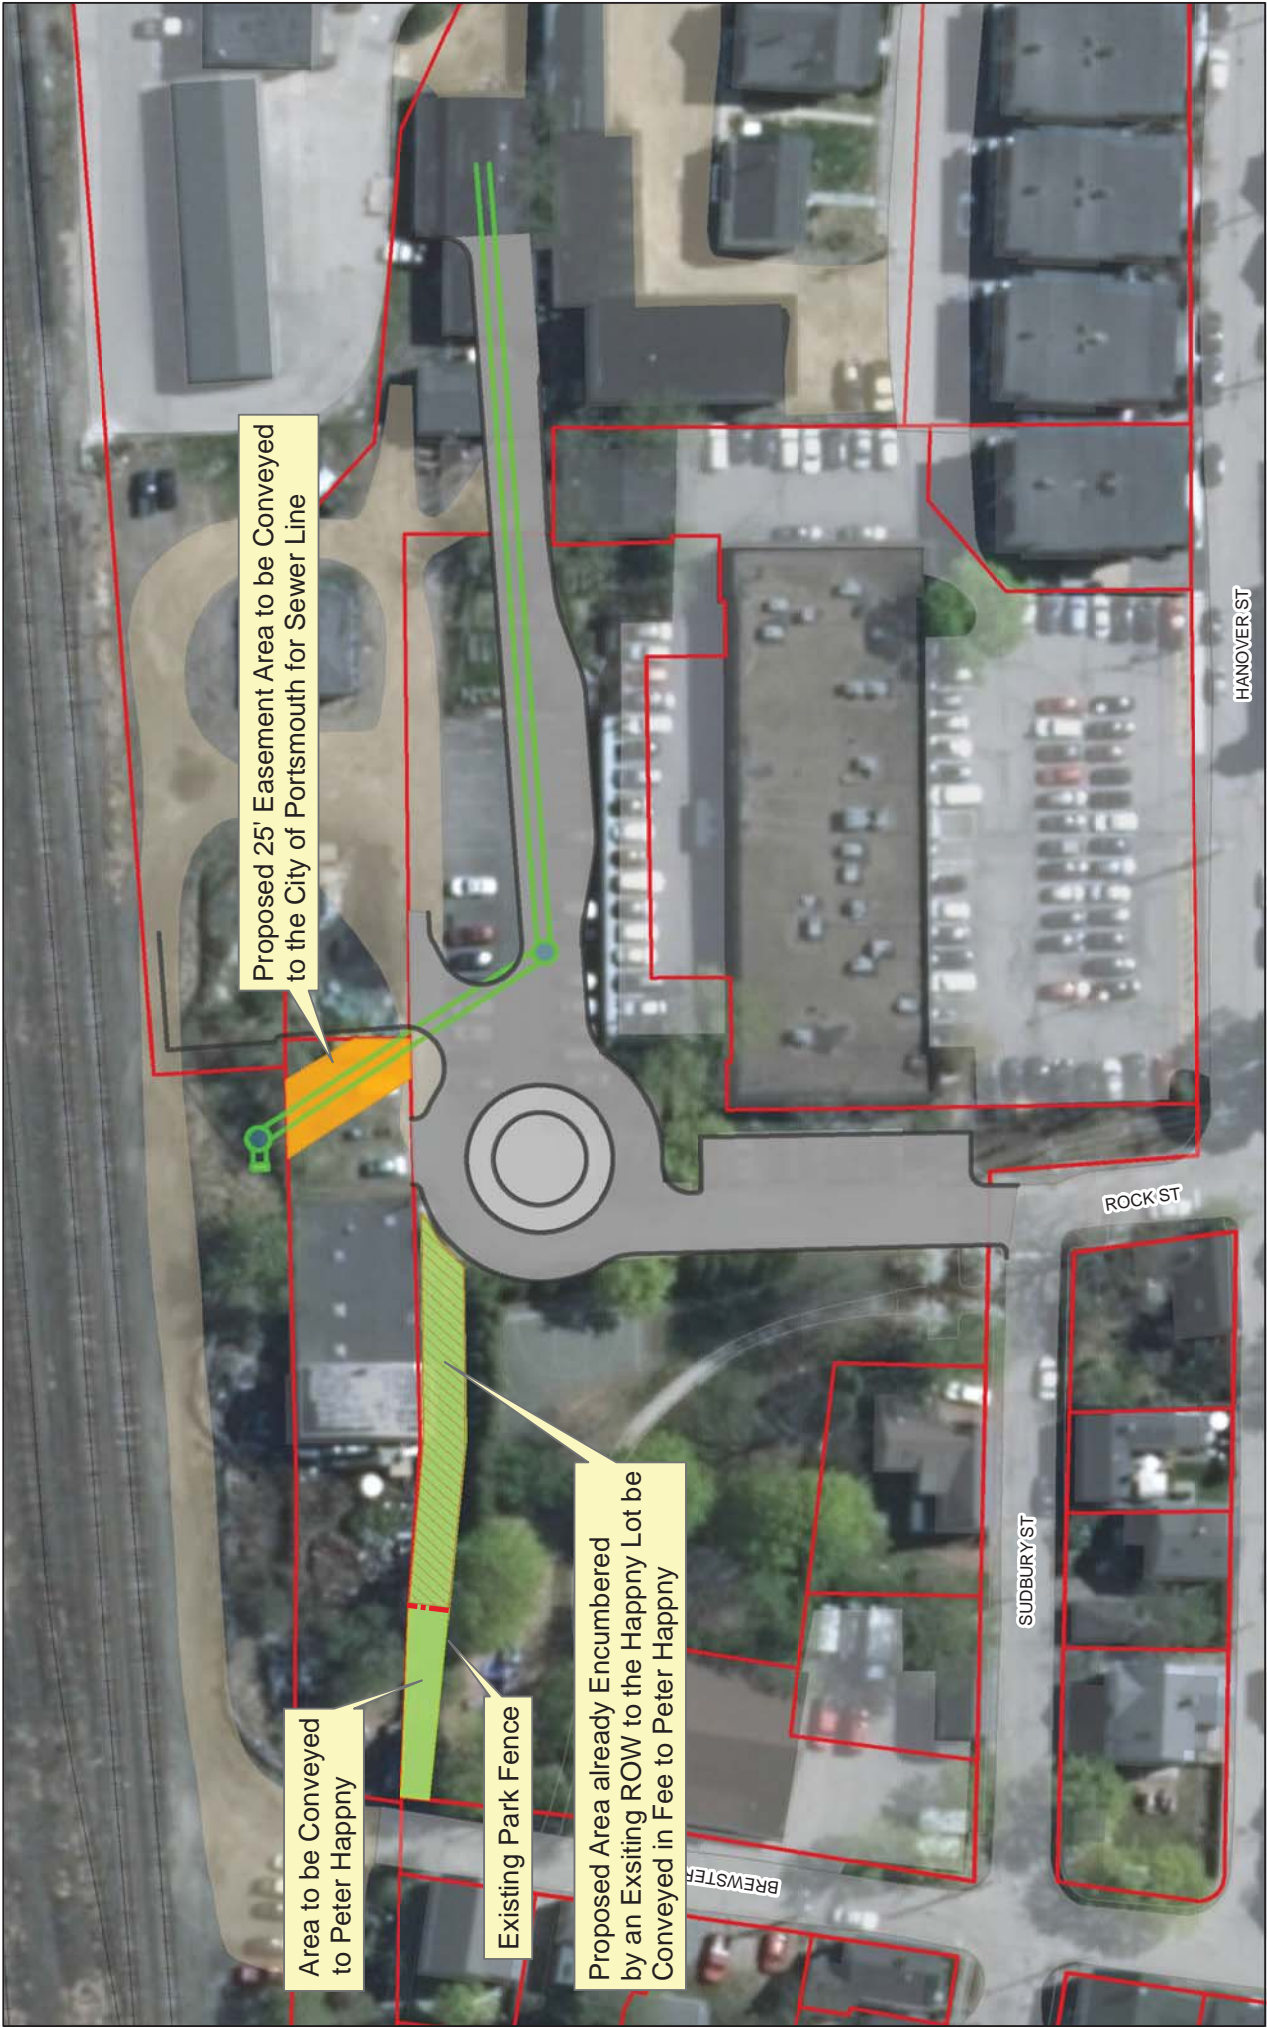 Area to be Conveyed
to Peter Happny
Existing Park Fence
Proposed Area already Encumbered
by an Exsiting ROW to the Happny Lot be
Conveyed in Fee to Peter Happny
Proposed 25' Easement Area to be Conveyed
to the City of Portsmouth for Sewer Line
BREWSTER
SUDBURY ST
ROCK ST
HANOVER ST